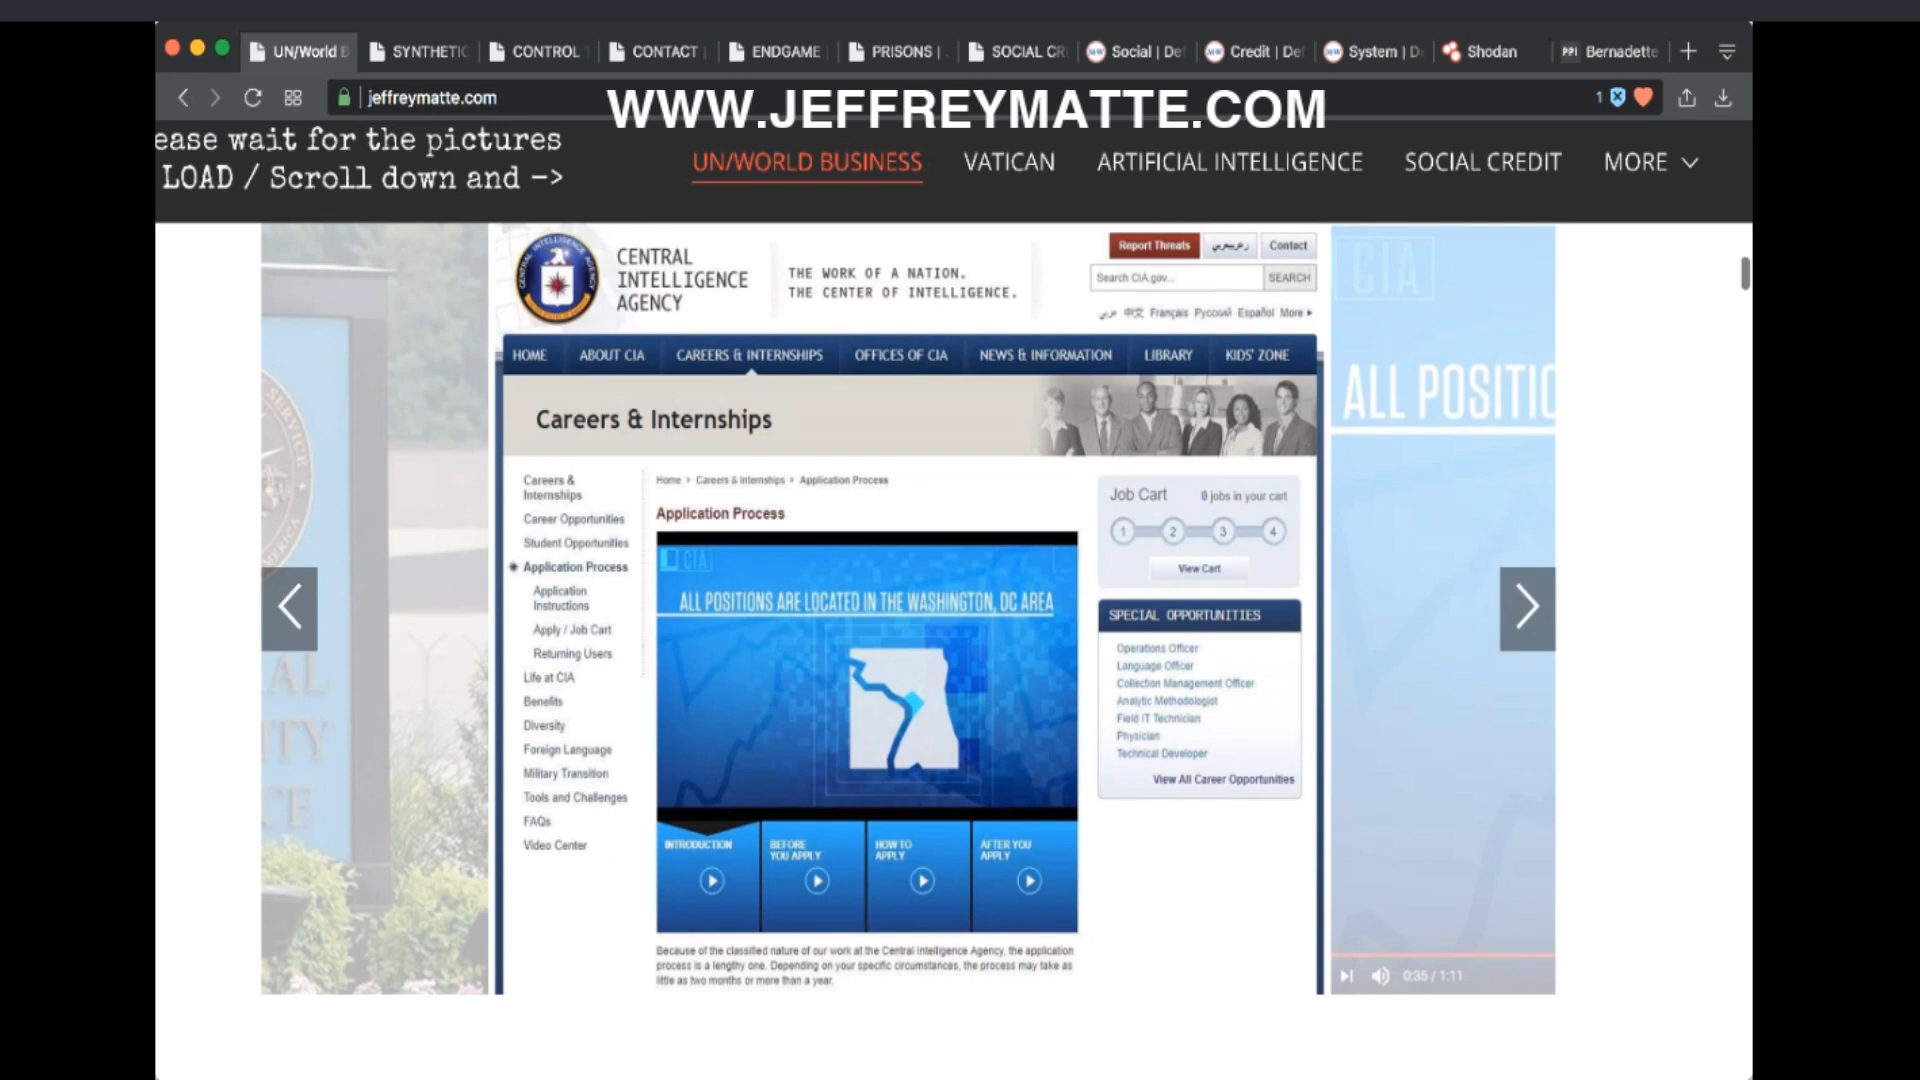 UN/World B
SYNTHETIC
CONTROL
CONTACT
ENDGAME
PRISONS |
SOCIAL CR
Social | De
Credit | De
System | D
Shodan
PPI Bernadette
jeffreymatte.com
1
WWW.JEFFREYMATTE.COM
ease wait for the pictures
LOAD / Scroll down and ->
UN/WORLD BUSINESS
VATICAN
ARTIFICIAL INTELLIGENCE
SOCIAL CREDIT
MORE
CENTRAL
INTELLIGENCE
AGENCY
THE WORK OF A NATION.
THE CENTER OF INTELLIGENCE.
Report Threats
Contact
Search CIA.gov...
SEARCH
عربي 中文 Français Русский Español More
HOME
ABOUT CIA
CAREERS & INTERNSHIPS
OFFICES OF CIA
NEWS & INFORMATION
LIBRARY
KIDS' ZONE
Careers & Internships
Careers &
Internships
Career Opportunities
Student Opportunities
Application Process
Application
Instructions
Apply / Job Cart
Returning Users
Life at CIA
Benefits
Diversity
Foreign Language
Military Transition
Tools and Challenges
FAQs
Video Center
Home > Careers & Internships > Application Process
Application Process
CIA
ALL POSITIONS ARE LOCATED IN THE WASHINGTON, DC AREA
INTRODUCTION
BEFORE
YOU APPLY
HOW TO
APPLY
AFTER YOU
APPLY
Because of the classified nature of our work at the Central Intelligence Agency, the application
process is a lengthy one. Depending on your specific circumstances, the process may take as
little as two months or more than a year.
Job Cart
0 jobs in your cart
1 2 3 4
View Cart
SPECIAL OPPORTUNITIES
Operations Officer
Language Officer
Collection Management Officer
Analytic Methodologist
Field IT Technician
Physician
Technical Developer
View All Career Opportunities
CIA
ALL POSITIO
0:35 / 1:11
SERVICE
AMERICA
AL
ITY
CE